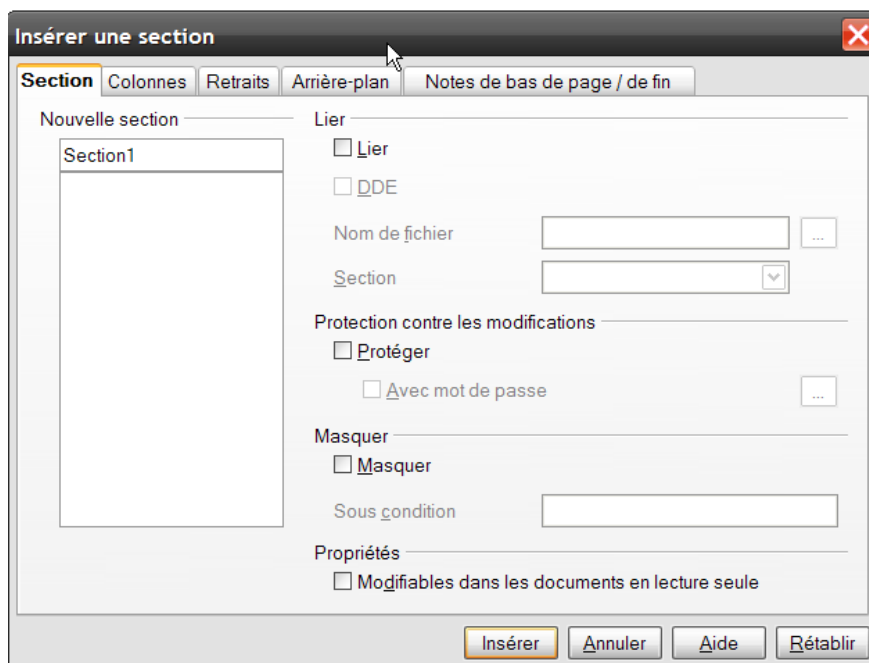 Insérer une section
Section Colonnes Retraits Arrière-plan Notes de bas de page / de fin
Nouvelle section
Section1
Lier
Lier
DDE
Nom de fichier ...
Section
Protection contre les modifications
Protéger
Avec mot de passe ...
Masquer
Masquer
Sous condition
Propriétés
Modifiables dans les documents en lecture seule
Insérer Annuler Aide Rétablir